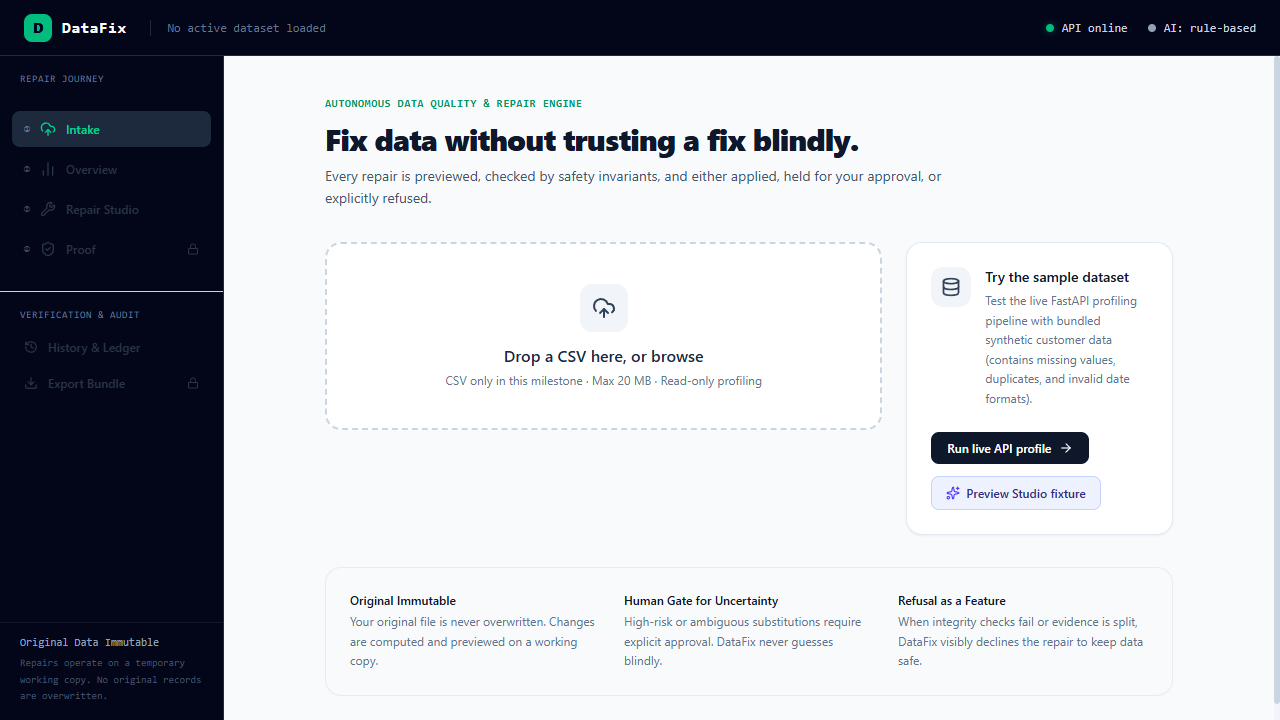 D DataFix
No active dataset loaded
API online
AI: rule-based
REPAIR JOURNEY
Intake
Overview
Repair Studio
Proof
VERIFICATION & AUDIT
History & Ledger
Export Bundle
Original Data Immutable
Repairs operate on a temporary
working copy. No original records
are overwritten.
AUTONOMOUS DATA QUALITY & REPAIR ENGINE
Fix data without trusting a fix blindly.
Every repair is previewed, checked by safety invariants, and either applied, held for your approval, or
explicitly refused.
Drop a CSV here, or browse
CSV only in this milestone · Max 20 MB · Read-only profiling
Try the sample dataset
Test the live FastAPI profiling
pipeline with bundled
synthetic customer data
(contains missing values,
duplicates, and invalid date
formats).
Run live API profile
Preview Studio fixture
Original Immutable
Your original file is never overwritten. Changes
are computed and previewed on a working
copy.
Human Gate for Uncertainty
High-risk or ambiguous substitutions require
explicit approval. DataFix never guesses
blindly.
Refusal as a Feature
When integrity checks fail or evidence is split,
DataFix visibly declines the repair to keep data
safe.